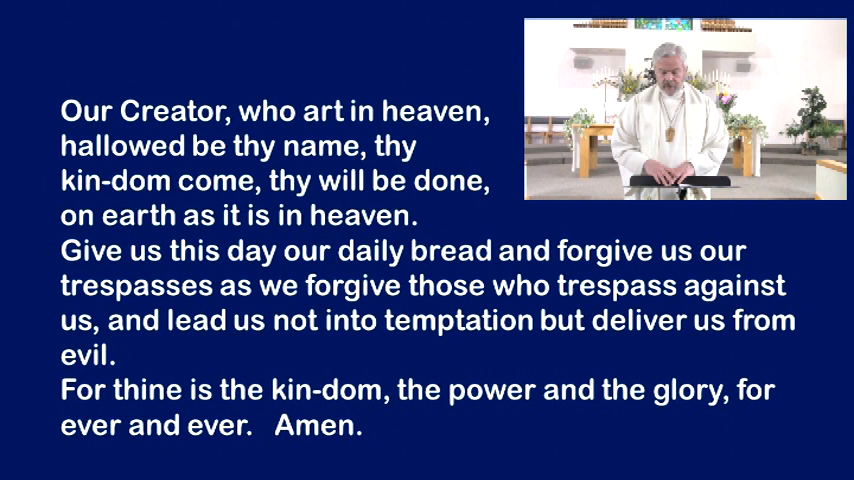 Our Creator, who art in heaven,
hallowed be thy name, thy
kin-dom come, thy will be done,
on earth as it is in heaven.
Give us this day our daily bread and forgive us our
trespasses as we forgive those who trespass against
us, and lead us not into temptation but deliver us from
evil.
For thine is the kin-dom, the power and the glory, for
ever and ever.   Amen.